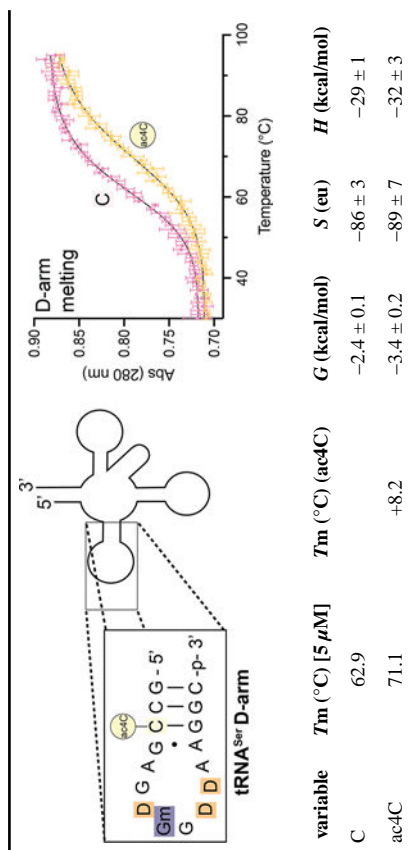 ac4C
D G A G C C G - 5'
Gm
•
G D D A A G G C -p- 3'
tRNASer D-arm
3'
5'
D-arm
melting
C
ac4C
Abs (280 nm)
0.90
0.85
0.80
0.75
0.70
40 60 80 100
Temperature (°C)
variable Tm (°C) [5 µM] Tm (°C) (ac4C) G (kcal/mol) S (eu) H (kcal/mol)
C 62.9 −2.4 ± 0.1 −86 ± 3 −29 ± 1
ac4C 71.1 +8.2 −3.4 ± 0.2 −89 ± 7 −32 ± 3